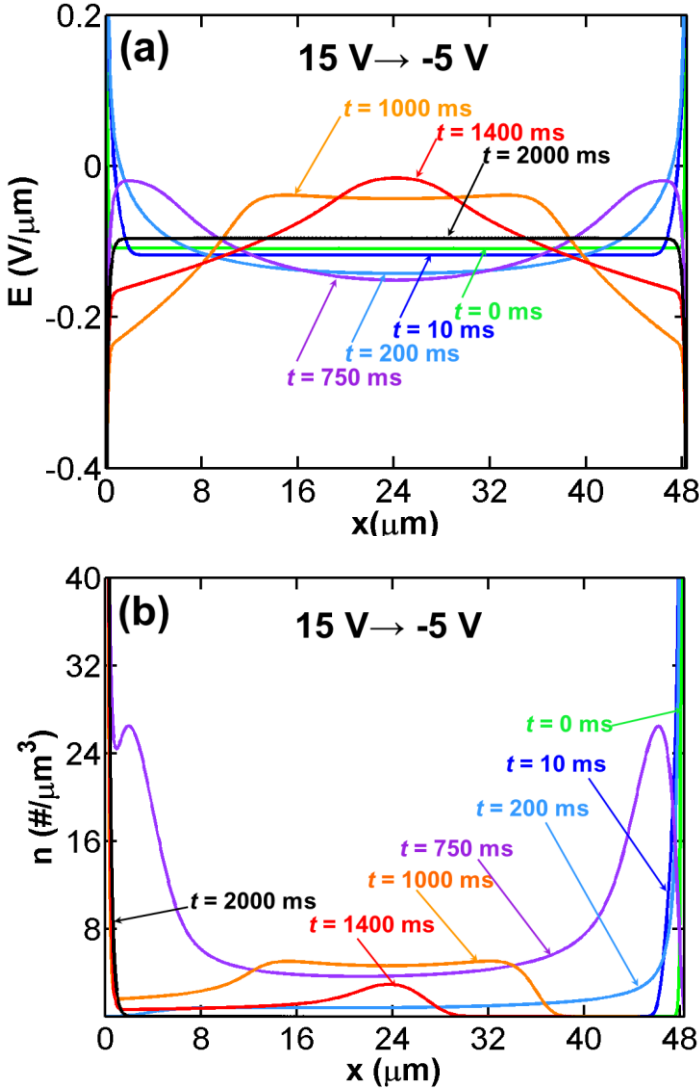 0.2
(a)
15 V→ -5 V
t = 1000 ms
t = 1400 ms
t = 2000 ms
0
E (V/μm)
-0.2
t = 0 ms
t = 10 ms
t = 200 ms
t = 750 ms
-0.4
0 8 16 24 32 40 48
x(μm)
40
(b)
15 V→ -5 V
32
t = 0 ms
n (#/μm³)
24
t = 10 ms
t = 200 ms
16
t = 750 ms
t = 1000 ms
t = 2000 ms
8
t = 1400 ms
0 8 16 24 32 40 48
x (μm)